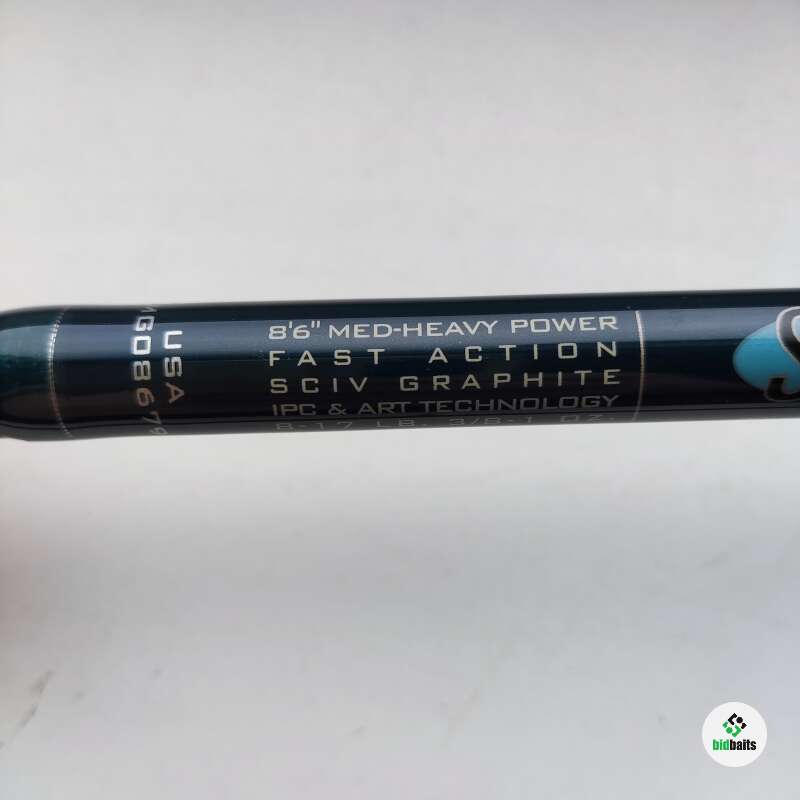 8'6" MED-HEAVY POWER
FAST ACTION
SCIV GRAPHITE
IPC & ART TECHNOLOGY
8-17 LB. 3/8-1 OZ.
USA
MG08679
bidbaits